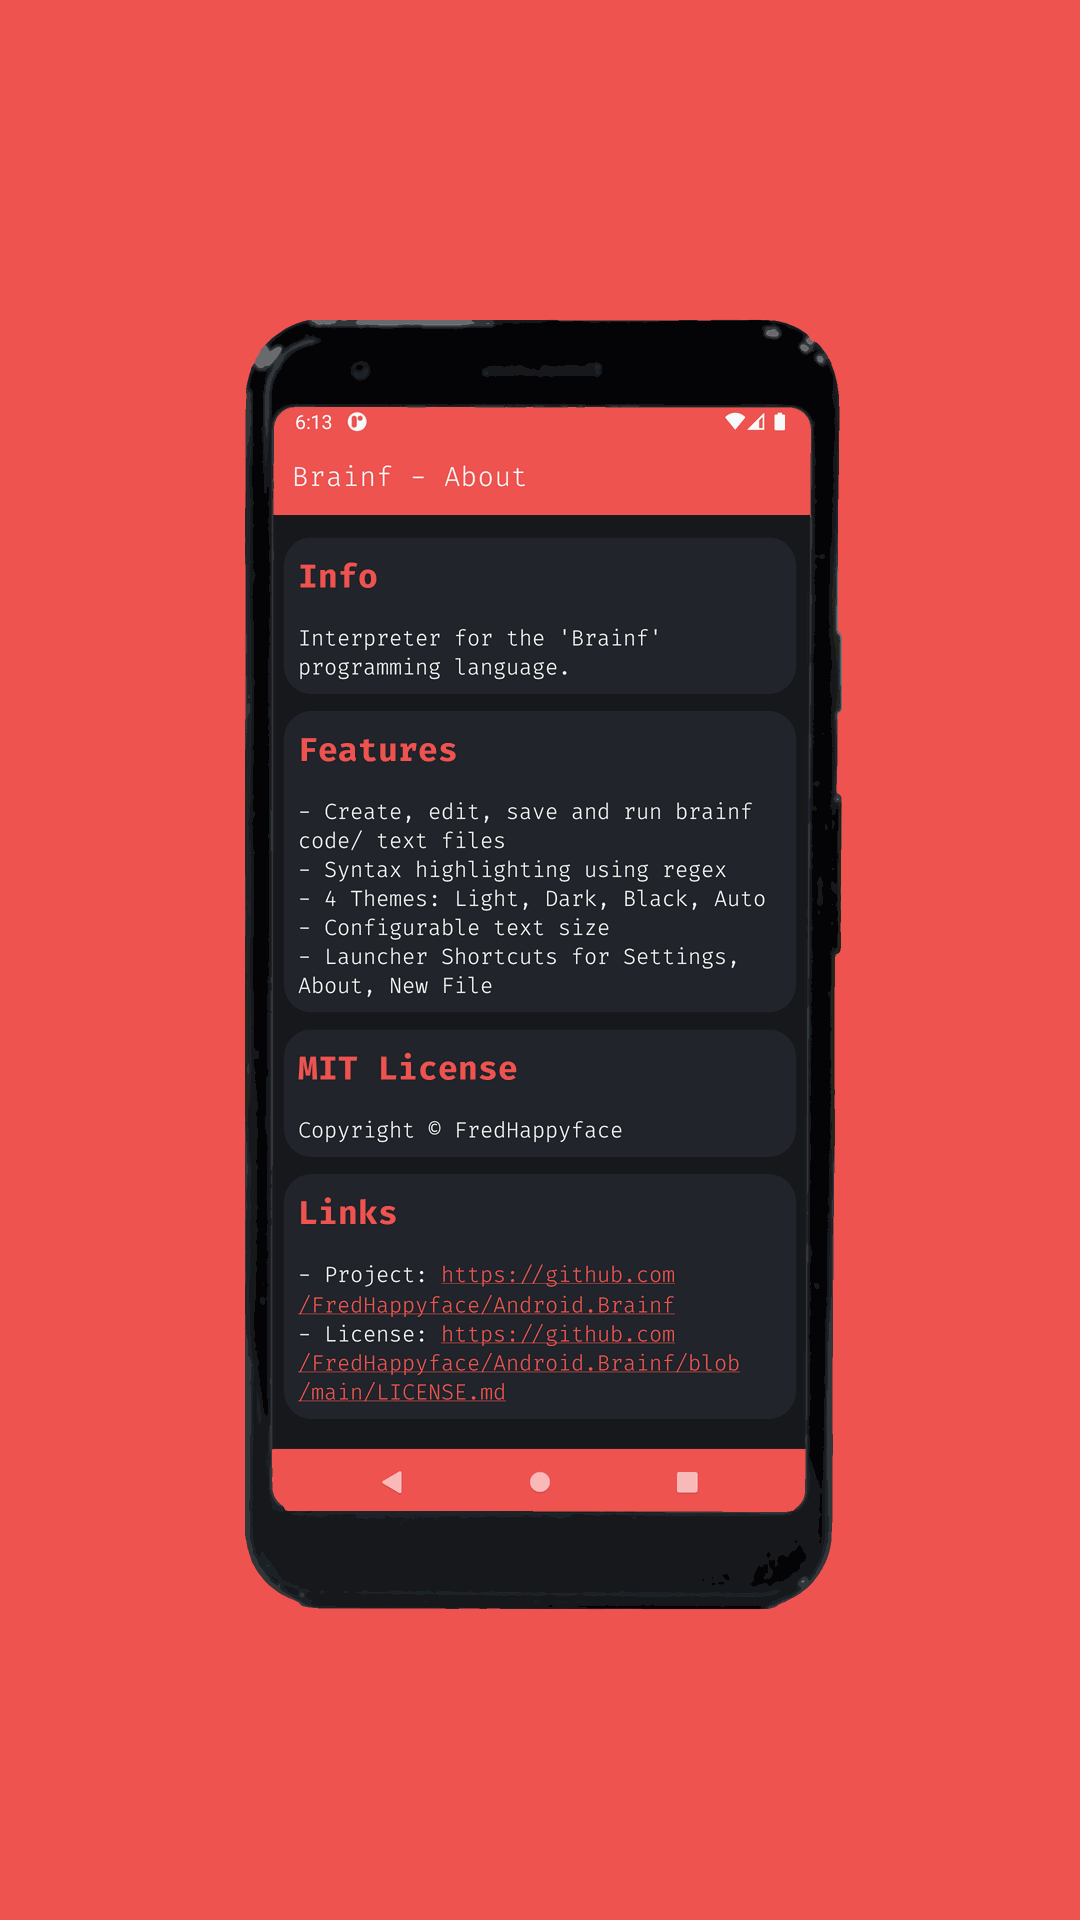 6:13
Brainf - About
Info
Interpreter for the 'Brainf'
programming language.
Features
- Create, edit, save and run brainf
code/ text files
- Syntax highlighting using regex
- 4 Themes: Light, Dark, Black, Auto
- Configurable text size
- Launcher Shortcuts for Settings,
About, New File
MIT License
Copyright © FredHappyface
Links
- Project: https://github.com
/FredHappyface/Android.Brainf
- License: https://github.com
/FredHappyface/Android.Brainf/blob
/main/LICENSE.md